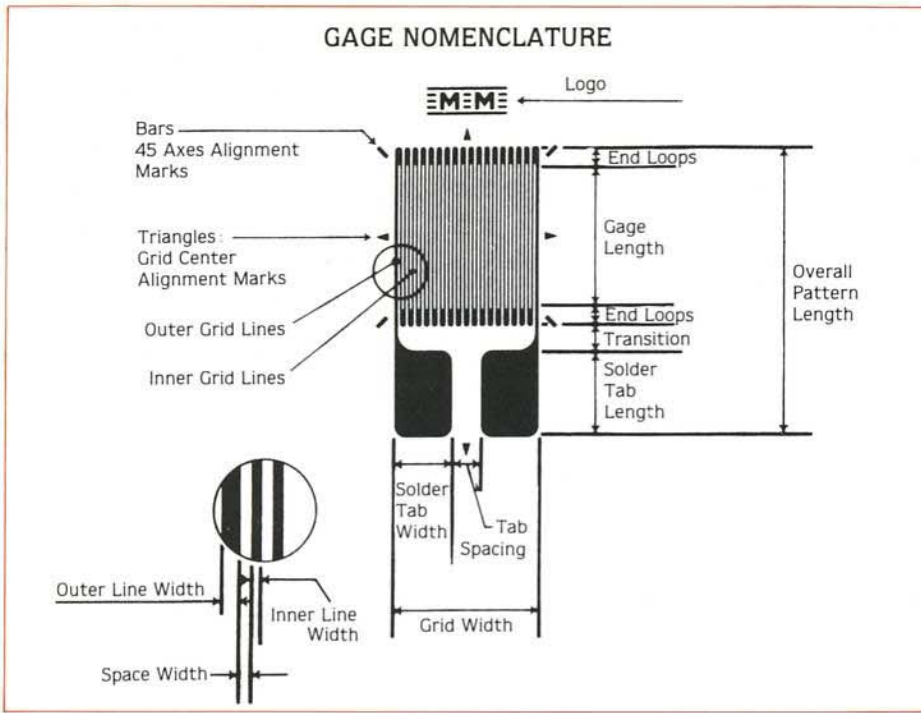 GAGE NOMENCLATURE
M M
Logo
Bars
45 Axes Alignment
Marks
End Loops
Gage
Length
Triangles:
Grid Center
Alignment Marks
Overall
Pattern
Length
End Loops
Outer Grid Lines
Transition
Inner Grid Lines
Solder
Tab
Length
Solder
Tab
Width
Tab
Spacing
Outer Line Width
Inner Line
Width
Grid Width
Space Width